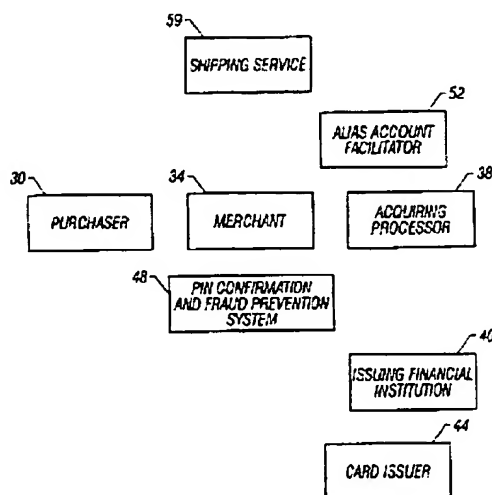 59
SHIPPING SERVICE
52
ALIAS ACCOUNT
FACILITATOR
30
34
38
PURCHASER
MERCHANT
ACQUIRING
PROCESSOR
48
PIN CONFIRMATION
AND FRAUD PREVENTION
SYSTEM
40
ISSUING FINANCIAL
INSTITUTION
44
CARD ISSUER